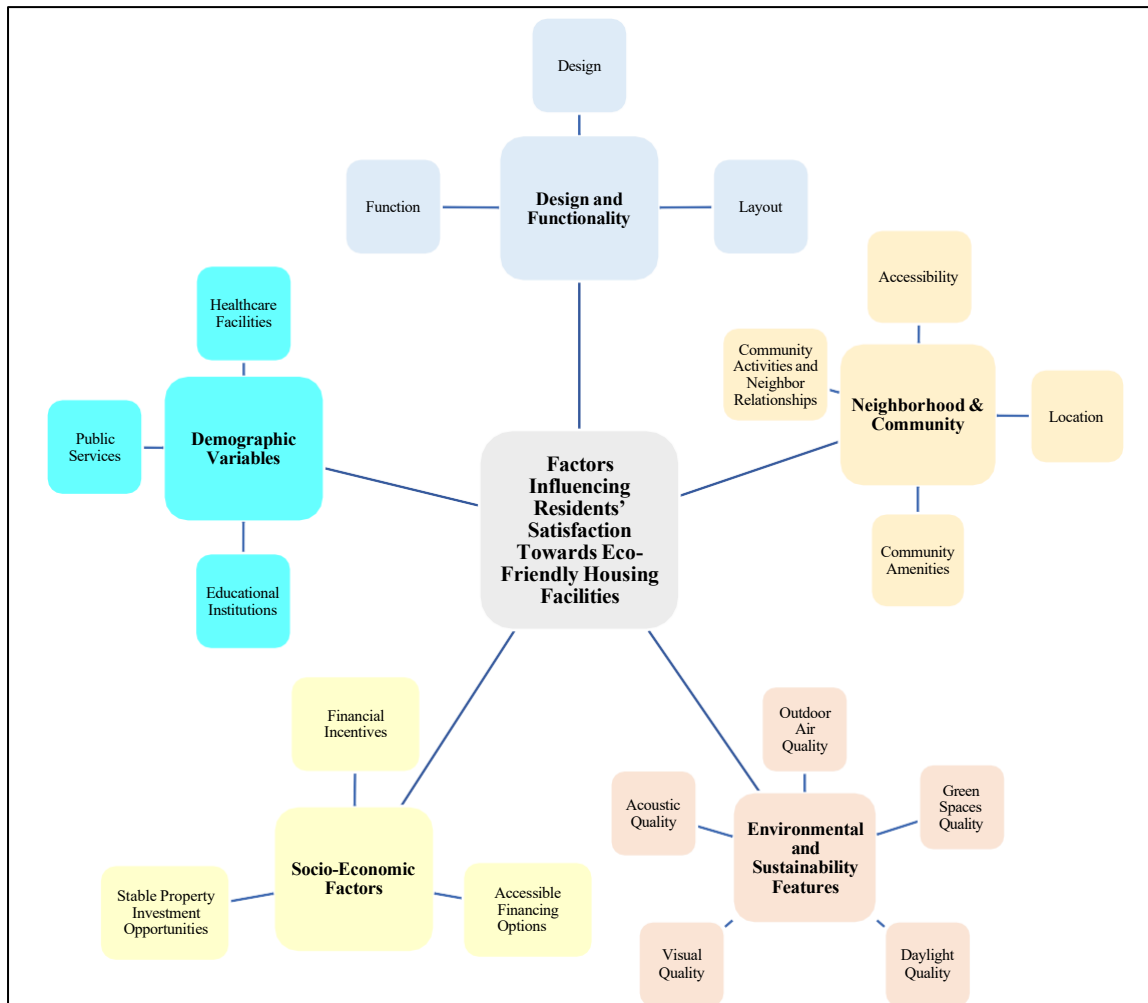 Design
Function
Design and
Functionality
Layout
Healthcare
Facilities
Public
Services
Demographic
Variables
Educational
Institutions
Accessibility
Community
Activities and
Neighbor
Relationships
Neighborhood &
Community
Location
Community
Amenities
Factors
Influencing
Residents’
Satisfaction
Towards Eco-
Friendly Housing
Facilities
Financial
Incentives
Socio-Economic
Factors
Stable Property
Investment
Opportunities
Accessible
Financing
Options
Outdoor
Air
Quality
Acoustic
Quality
Green
Spaces
Quality
Environmental
and
Sustainability
Features
Visual
Quality
Daylight
Quality